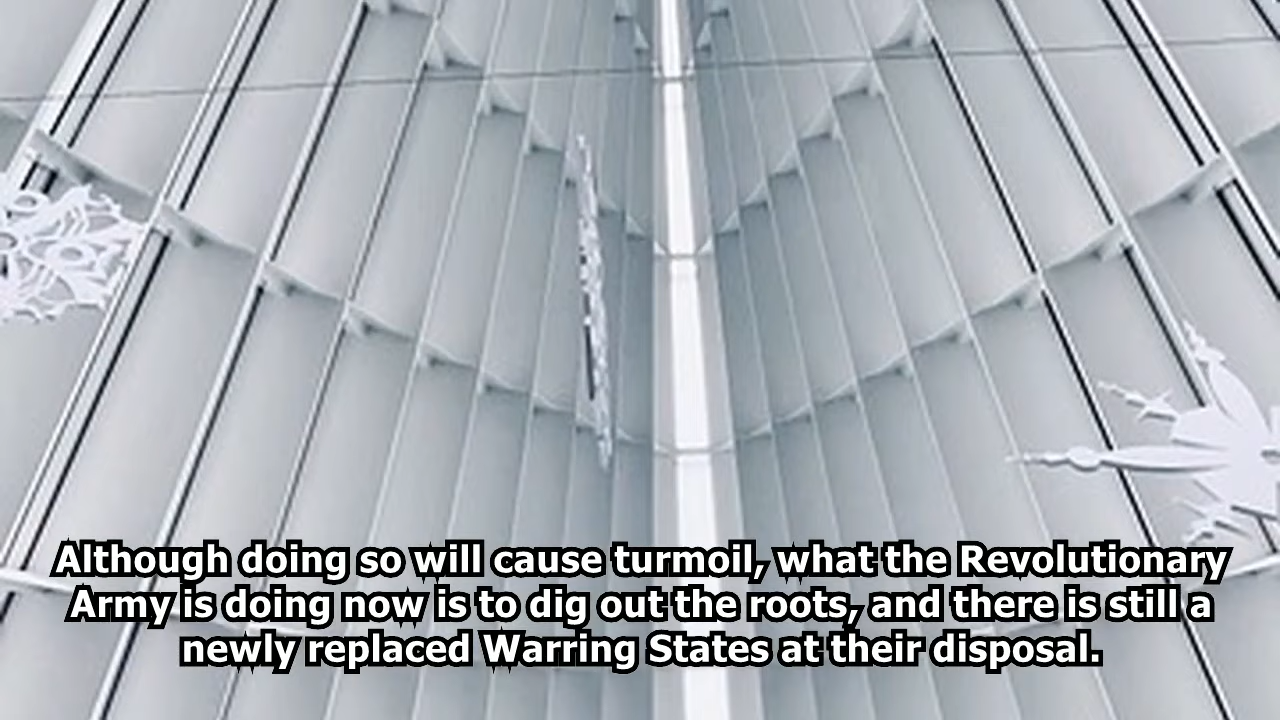 Although doing so will cause turmoil, what the Revolutionary
Army is doing now is to dig out the roots, and there is still a
newly replaced Warring States at their disposal.